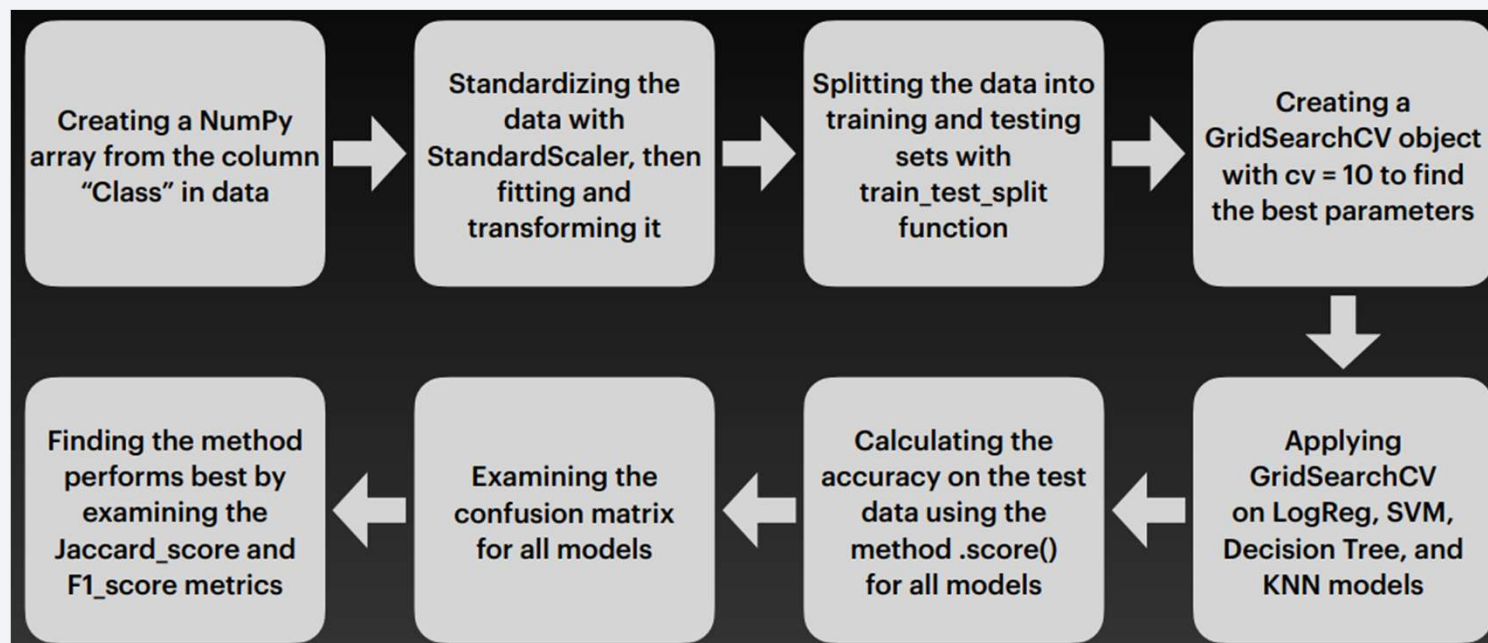 Creating a NumPy
array from the column
“Class” in data
Standardizing the
data with
StandardScaler, then
fitting and
transforming it
Splitting the data into
training and testing
sets with
train_test_split
function
Creating a
GridSearchCV object
with cv = 10 to find
the best parameters
Applying
GridSearchCV
on LogReg, SVM,
Decision Tree, and
KNN models
Calculating the
accuracy on the test
data using the
method .score()
for all models
Examining the
confusion matrix
for all models
Finding the method
performs best by
examining the
Jaccard_score and
F1_score metrics